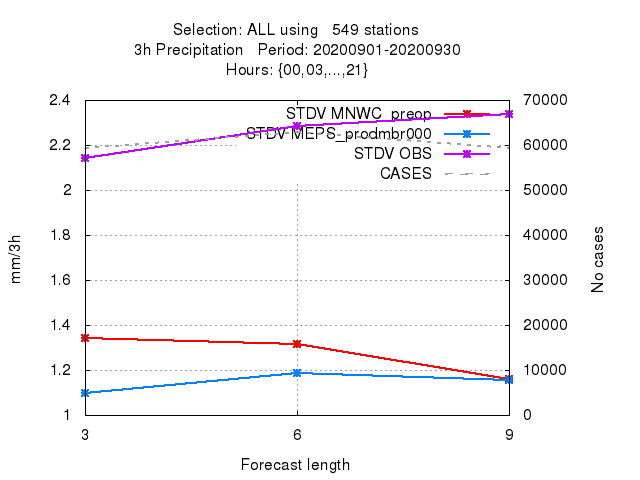 Selection: ALL using 549 stations
3h Precipitation Period: 20200901-20200930
Hours: {00,03,...,21}
2.4
2.2
2
1.8
1.6
1.4
1.2
1
70000
60000
50000
40000
30000
20000
10000
0
STDV MNWC_preop
STDV MEPS_prodmbr000
STDV OBS
CASES
mm/3h
No cases
3 6 9
Forecast length